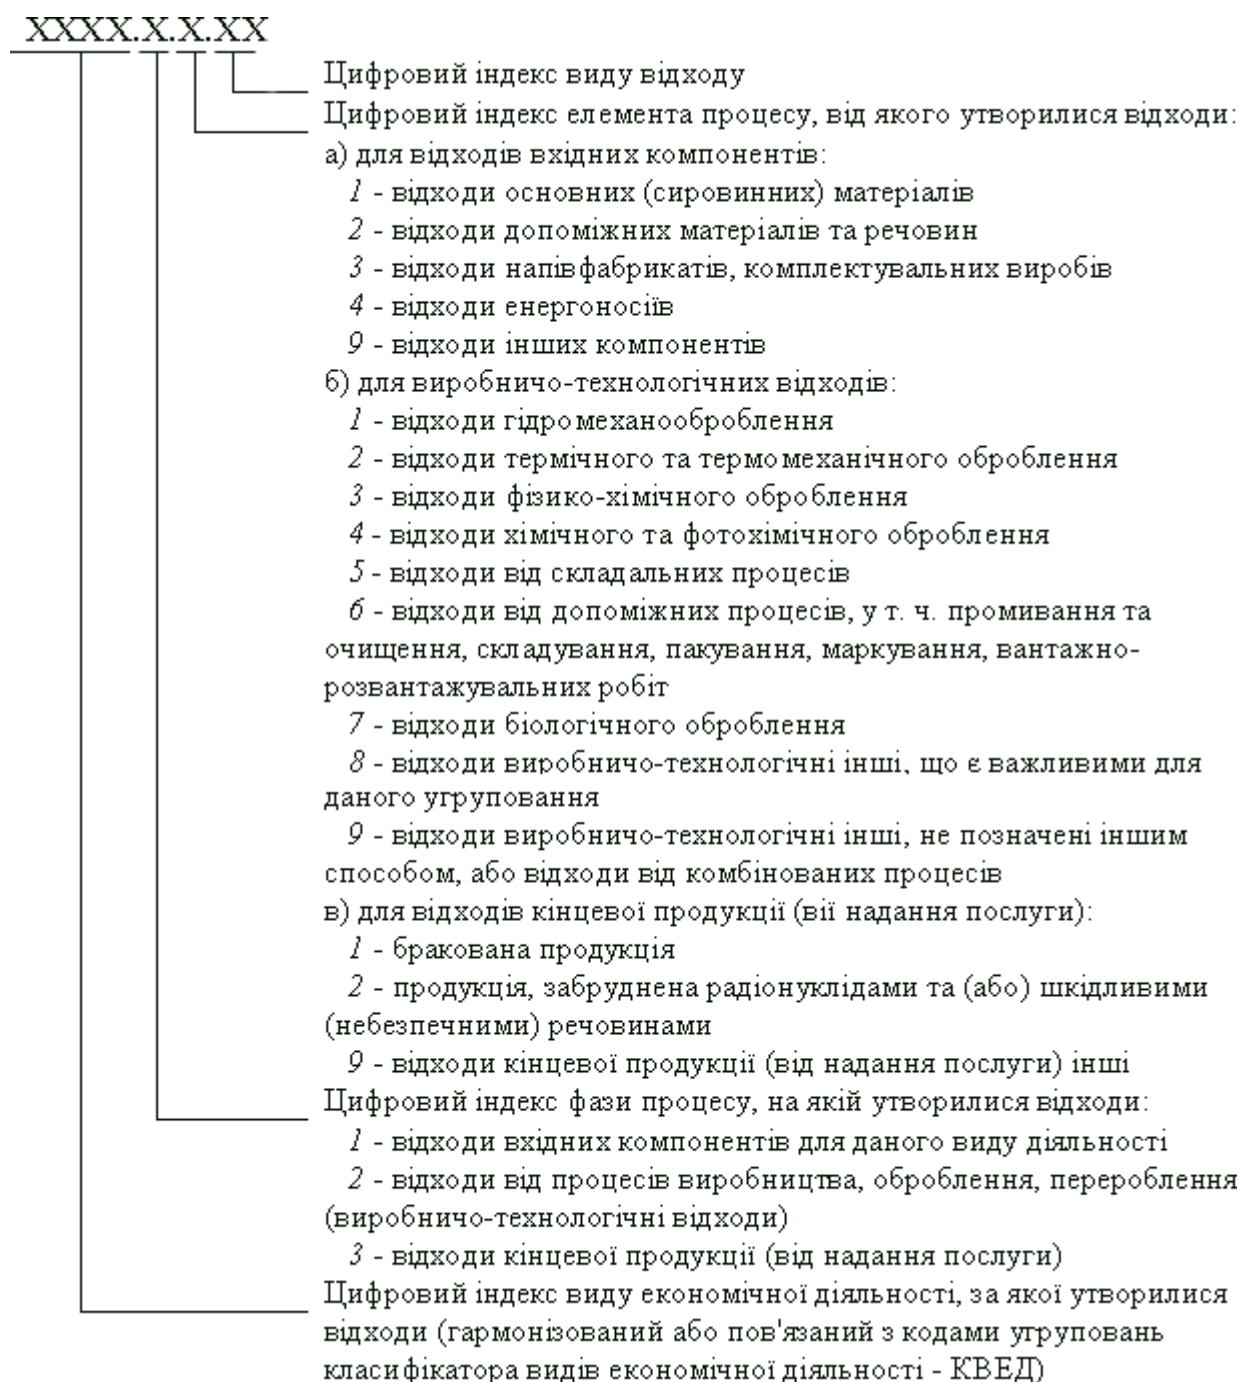 XXXX.X.X.XX
Цифровий індекс виду відходу
Цифровий індекс елемента процесу, від якого утворилися відходи:
а) для відходів вхідних компонентів:
1 - відходи основних (сировинних) матеріалів
2 - відходи допоміжних матеріалів та речовин
3 - відходи напівфабрикатів, комплектувальних виробів
4 - відходи енергоносіїв
9 - відходи інших компонентів
б) для виробничо-технологічних відходів:
1 - відходи гідромеханооброблення
2 - відходи термічного та термомеханічного оброблення
3 - відходи фізико-хімічного оброблення
4 - відходи хімічного та фотохімічного оброблення
5 - відходи від складальних процесів
6 - відходи від допоміжних процесів, у т. ч. промивання та
очищення, складування, пакування, маркування, вантажно-
розвантажувальних робіт
7 - відходи біологічного оброблення
8 - відходи виробничо-технологічні інші, що є важливими для
даного угруповання
9 - відходи виробничо-технологічні інші, не позначені іншим
способом, або відходи від комбінованих процесів
в) для відходів кінцевої продукції (вії надання послуги):
1 - бракована продукція
2 - продукція, забруднена радіонуклідами та (або) шкідливими
(небезпечними) речовинами
9 - відходи кінцевої продукції (від надання послуги) інші
Цифровий індекс фази процесу, на якій утворилися відходи:
1 - відходи вхідних компонентів для даного виду діяльності
2 - відходи від процесів виробництва, оброблення, перероблення
(виробничо-технологічні відходи)
3 - відходи кінцевої продукції (від надання послуги)
Цифровий індекс виду економічної діяльності, за якої утворилися
відходи (гармонізований або пов'язаний з кодами угруповань
класифікатора видів економічної діяльності - КВЕД)